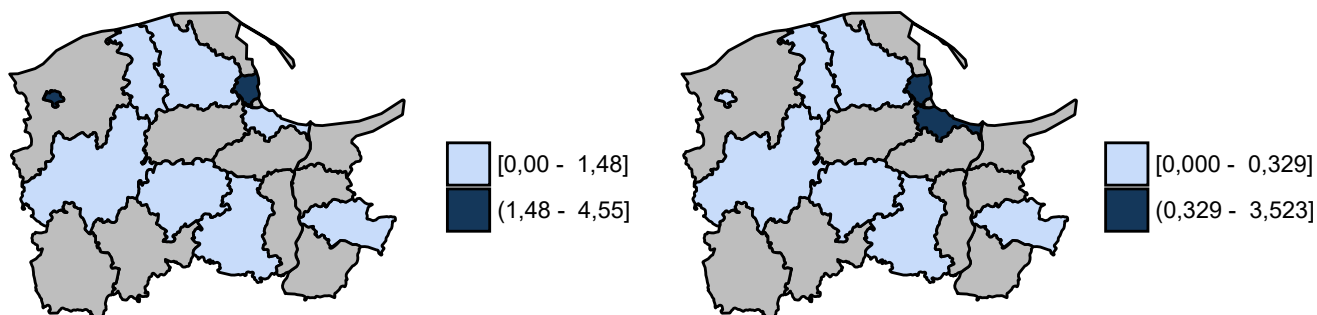 [0,00 - 1,48]
(1,48 - 4,55]
[0,000 - 0,329]
(0,329 - 3,523]